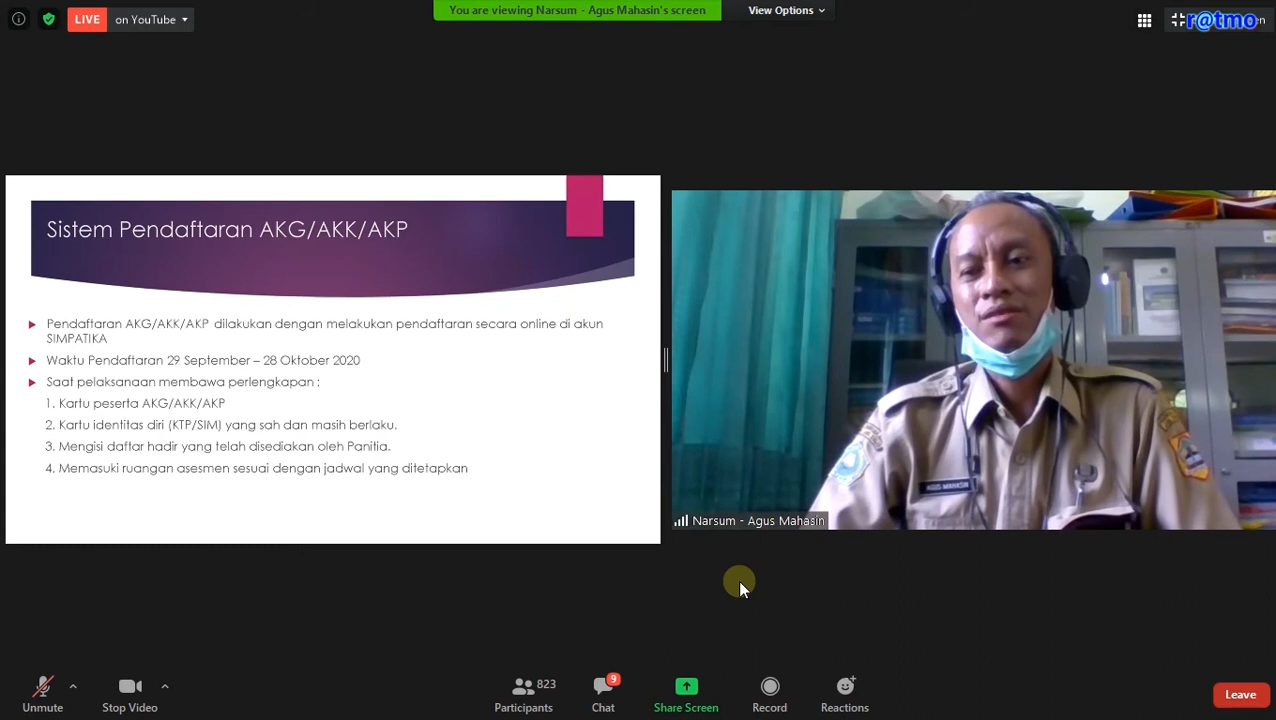 LIVE
on YouTube
You are viewing Narsum - Agus Mahasin's screen
View Options
r@tmo
Sistem Pendaftaran AKG/AKK/AKP
Pendaftaran AKG/AKK/AKP dilakukan dengan melakukan pendaftaran secara online di akun
SIMPATIKA
Waktu Pendaftaran 29 September – 28 Oktober 2020
Saat pelaksanaan membawa perlengkapan :
1. Kartu peserta AKG/AKK/AKP
2. Kartu identitas diri (KTP/SIM) yang sah dan masih berlaku.
3. Mengisi daftar hadir yang telah disediakan oleh Panitia.
4. Memasuki ruangan asesmen sesuai dengan jadwal yang ditetapkan
AGUS MAHASIN
Narsum - Agus Mahasin
Unmute
Stop Video
823
Participants
9
Chat
Share Screen
Record
Reactions
Leave